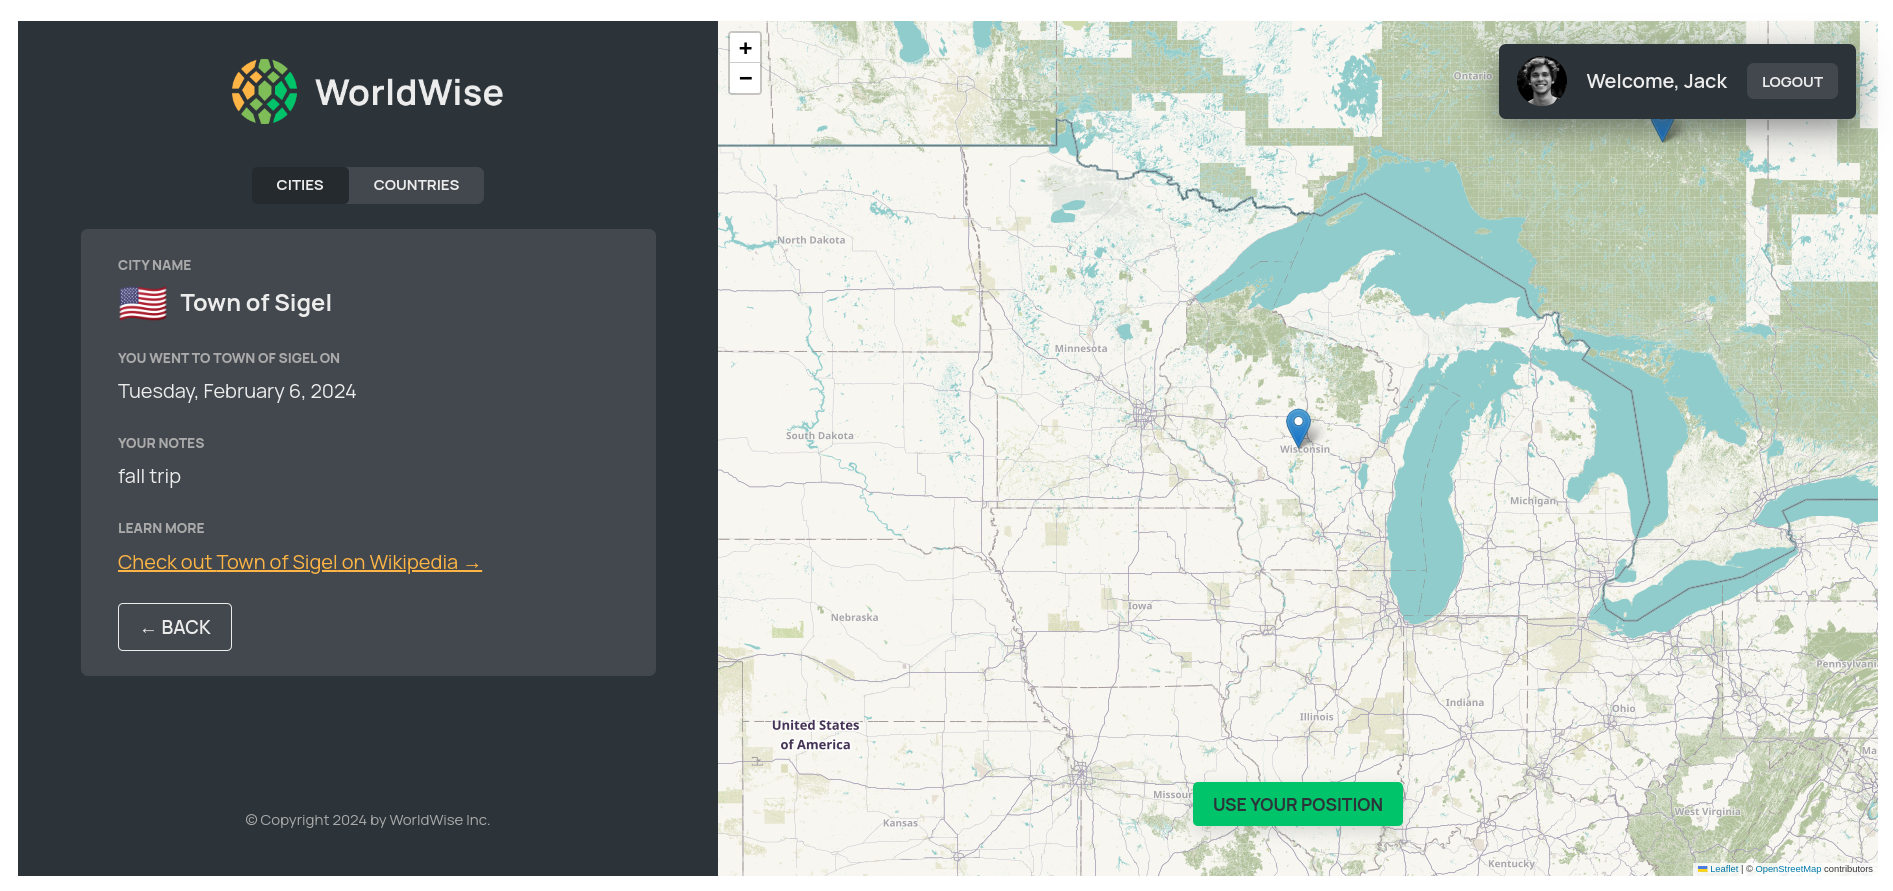 WorldWise
CITIES
COUNTRIES
CITY NAME
Town of Sigel
YOU WENT TO TOWN OF SIGEL ON
Tuesday, February 6, 2024
YOUR NOTES
fall trip
LEARN MORE
Check out Town of Sigel on Wikipedia →
← BACK
© Copyright 2024 by WorldWise Inc.
+
−
Welcome, Jack
LOGOUT
Ontario
North Dakota
Minnesota
South Dakota
Wisconsin
Michigan
Iowa
Nebraska
Pennsylvani
United States
of America
Illinois
Indiana
Ohio
Ma
Missour
USE YOUR POSITION
West Virginia
Kansas
Kentucky
Leaflet | © OpenStreetMap contributors